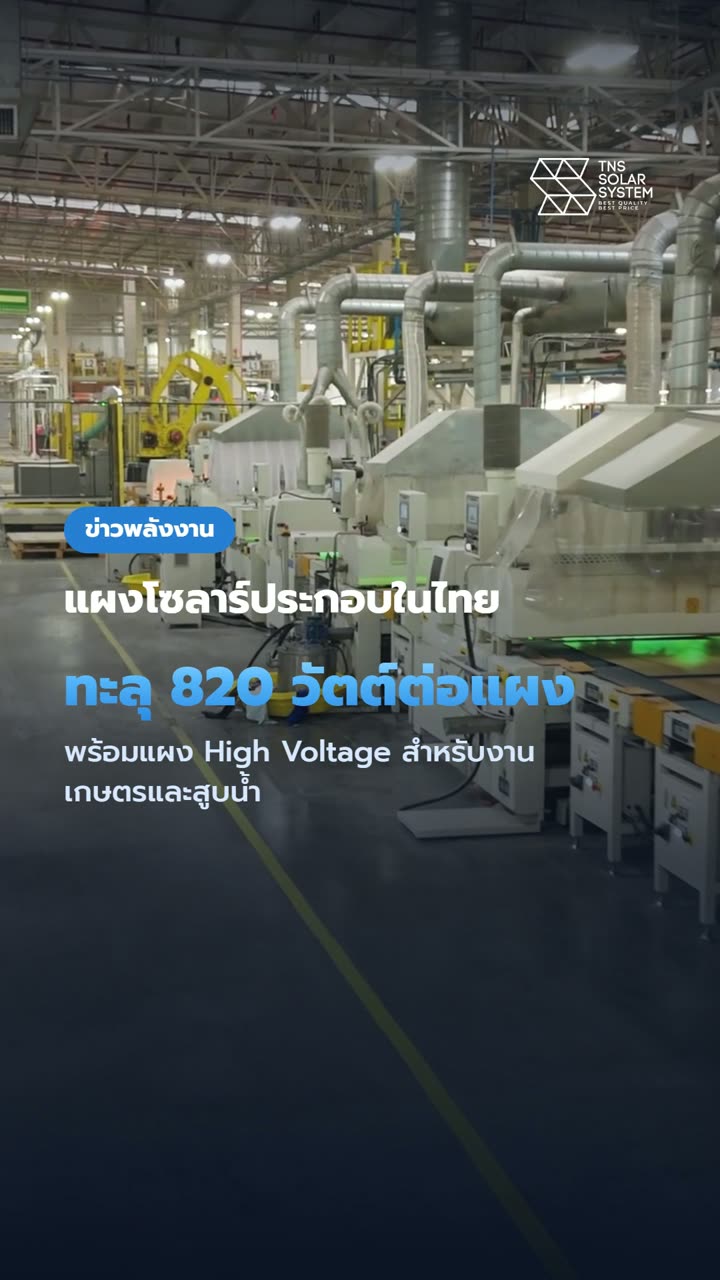 TNS
SOLAR
SYSTEM
BEST QUALITY
BEST PRICE
ข่าวพลังงาน
แผงโซลาร์ประกอบในไทย
ทะลุ 820 วัตต์ต่อแผง
พร้อมแผง High Voltage สำหรับงาน
เกษตรและสูบน้ำ